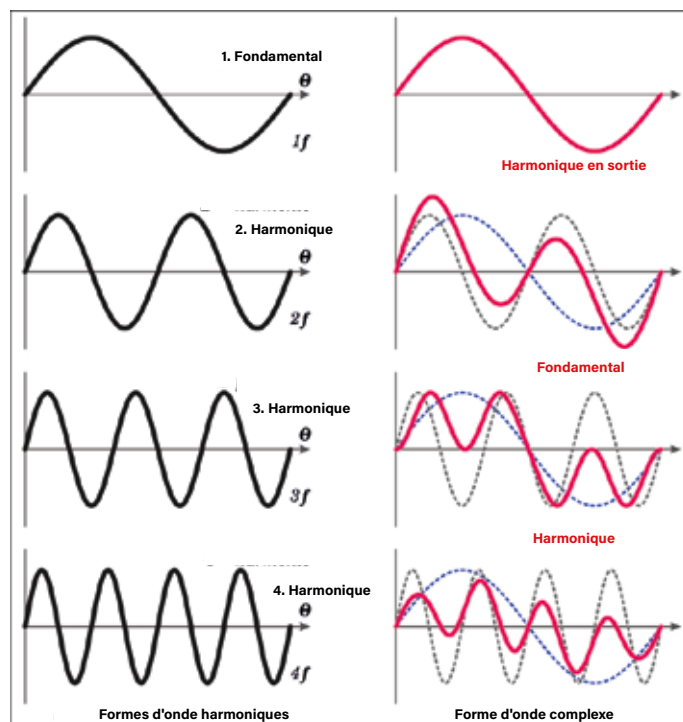 1. Fondamental
θ
1f
Harmonique en sortie
2. Harmonique
θ
2f
Fondamental
3. Harmonique
θ
3f
Harmonique
4. Harmonique
θ
4f
Formes d'onde harmoniques
Forme d'onde complexe